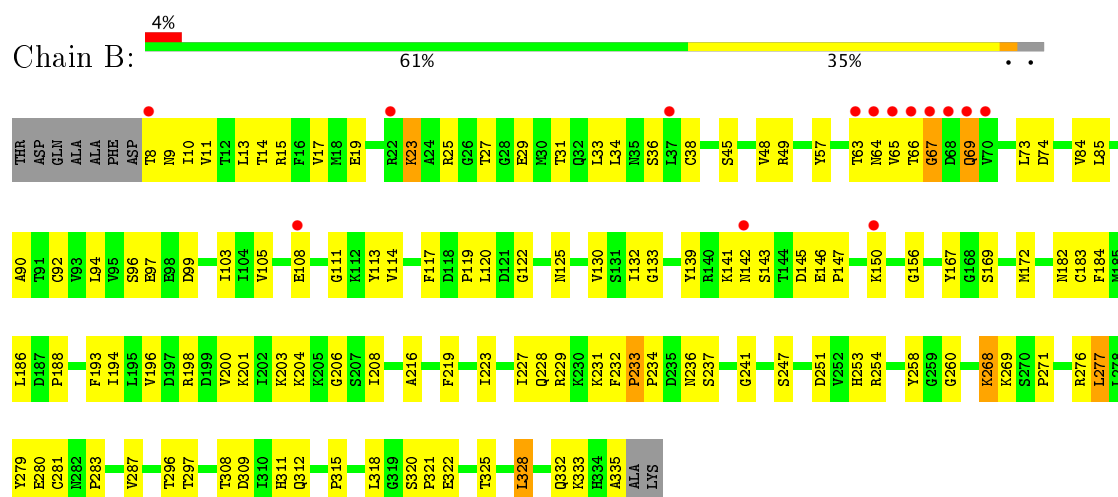 4%
Chain B:
61% 35% • •
THR ASP GLN ALA ALA PHE ASP T8 N9 I10 V11 T12 L13 T14 R15 F16 V17 M18 E19 R22 K23 A24 R25 G26 T27 G28 E29 M30 T31 Q32 L33 L34 N35 S36 L37 C38 S45 V48 R49 Y57 T63 N64 V65 T66 G67 D68 Q69 V70 L73 D74 V84 L85
A90 T91 C92 V93 L94 V95 S96 E97 E98 D99 I103 I104 V105 E108 G111 K112 Y113 V114 F117 D118 P119 L120 D121 G122 N125 V130 S131 I132 G133 Y139 R140 K141 N142 S143 T144 D145 E146 P147 K150 G156 Y167 G168 S169 M172 N182 C183 F184 M185
L186 D187 P188 F193 I194 L195 V196 D197 R198 D199 V200 K201 I202 K203 K204 K205 G206 S207 I208 A216 F219 I223 I227 Q228 R229 K230 K231 F232 P233 P234 D235 N236 S237 G241 S247 D251 V252 H253 R254 Y258 G259 G260 K268 K269 S270 P271 R276 L277 L278
Y279 E280 C281 N282 P283 V287 T296 T297 T308 D309 I310 H311 Q312 P315 L318 G319 S320 P321 E322 T325 L328 Q332 K333 H334 A335 ALA LYS